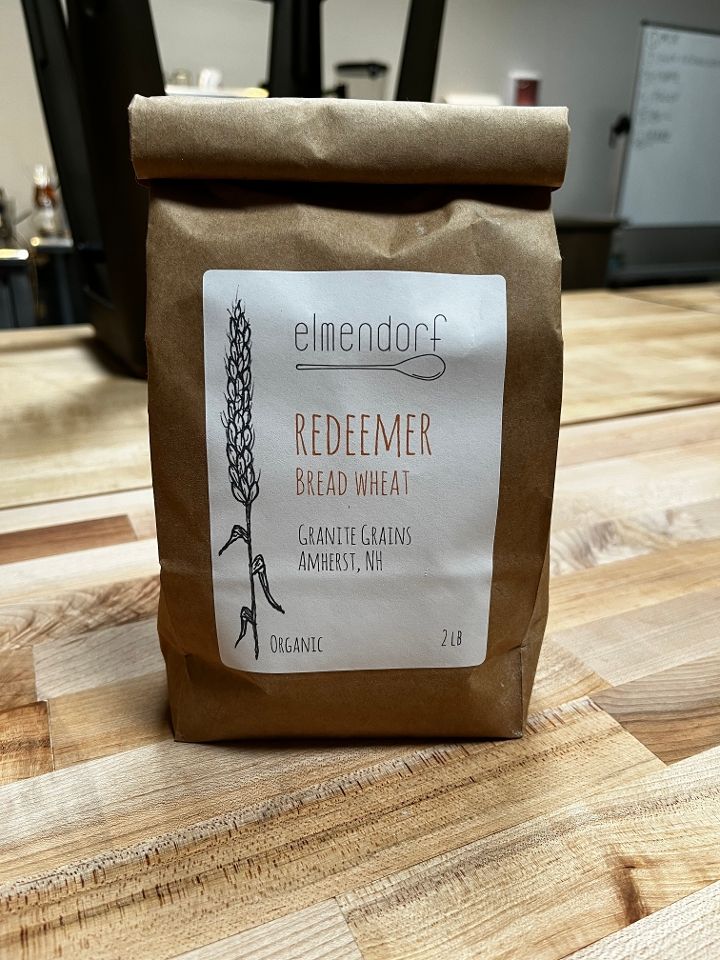 elmendorf
REDEEMER
BREAD WHEAT
GRANITE GRAINS
AMHERST, NH
ORGANIC
2 LB